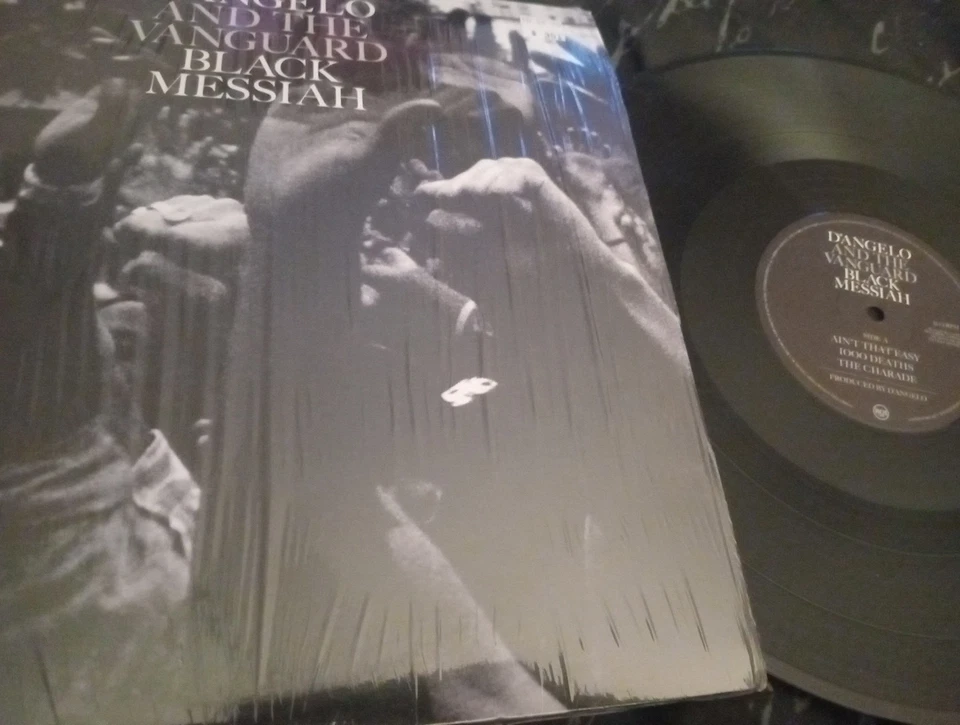 ANGELO
AND THE
VANGUARD
BLACK
MESSIAH
D'ANGELO
AND THE
VANGUARD
BLACK
MESSIAH
SIDE A
AIN'T THAT EASY
1000 DEATHS
THE CHARADE
PRODUCED BY D'ANGELO
RCA